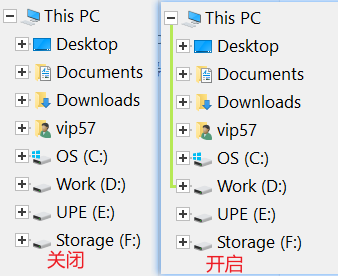 This PC
Desktop
Documents
Downloads
vip57
OS (C:)
Work (D:)
UPE (E:)
Storage (F:)
关闭
This PC
Desktop
Documents
Downloads
vip57
OS (C:)
Work (D:)
UPE (E:)
Storage (F:)
开启